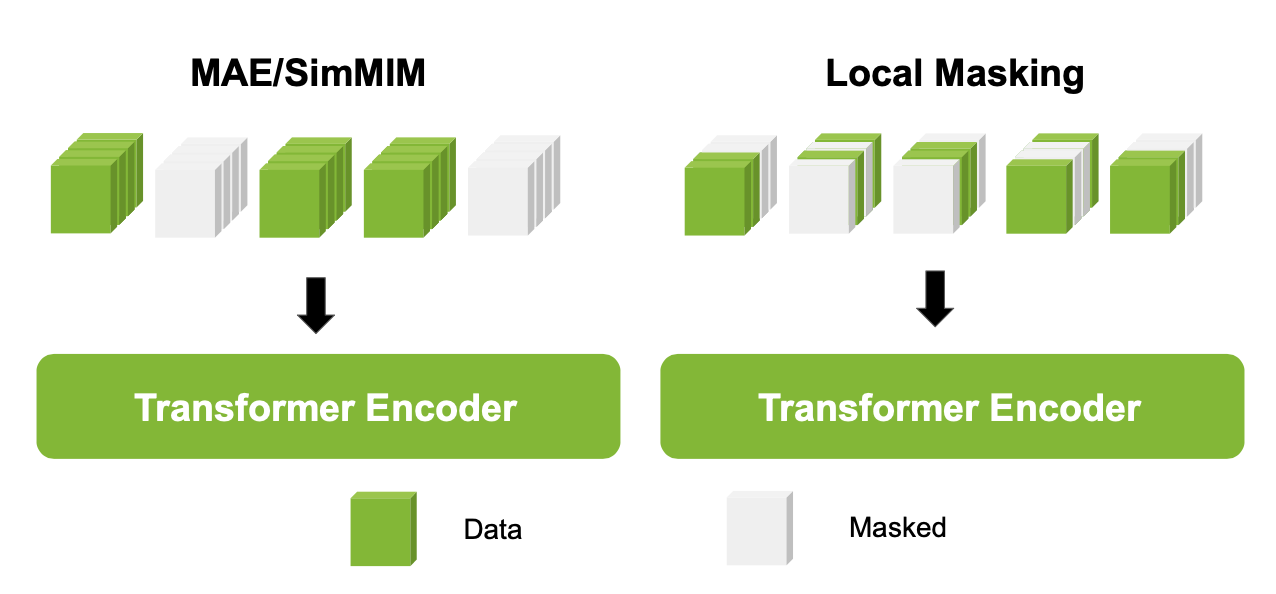 MAE/SimMIM
Local Masking
Transformer Encoder
Transformer Encoder
Data
Masked